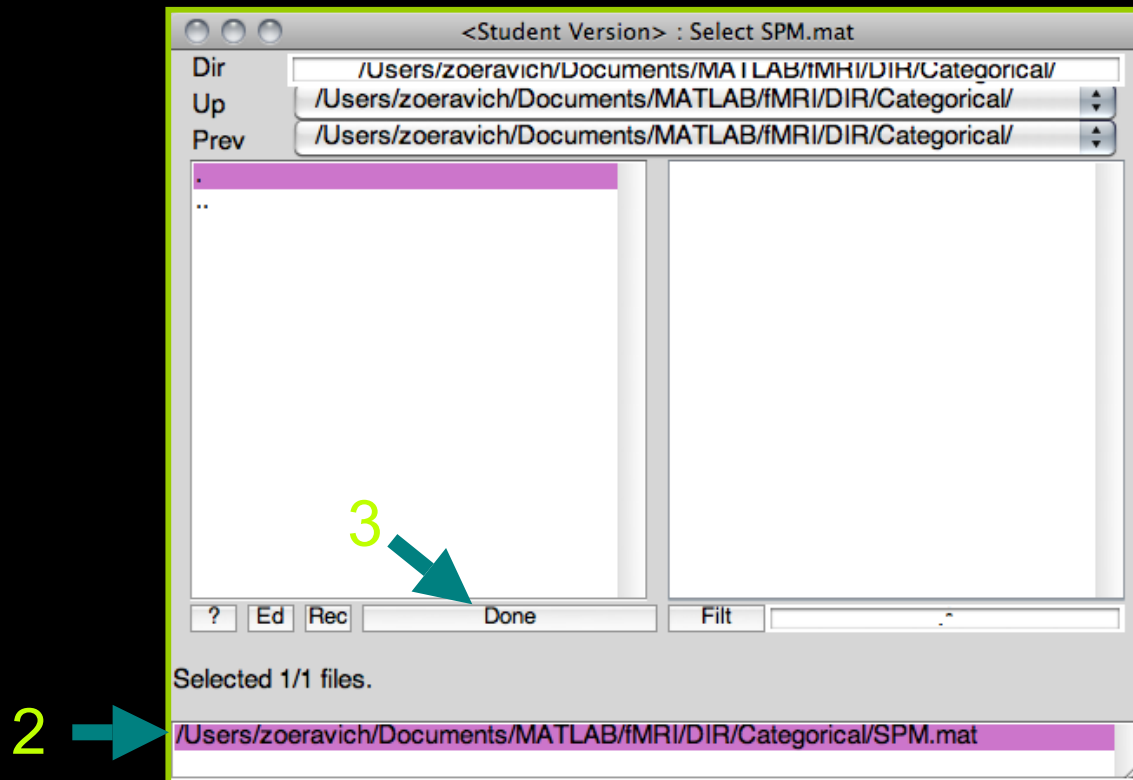 <Student Version> : Select SPM.mat
Dir /Users/zoeravich/Documents/MATLAB/fMRI/DIR/Categorical/
Up /Users/zoeravich/Documents/MATLAB/fMRI/DIR/Categorical/
Prev /Users/zoeravich/Documents/MATLAB/fMRI/DIR/Categorical/
.
..
3
? Ed Rec Done Filt
Selected 1/1 files.
2 /Users/zoeravich/Documents/MATLAB/fMRI/DIR/Categorical/SPM.mat